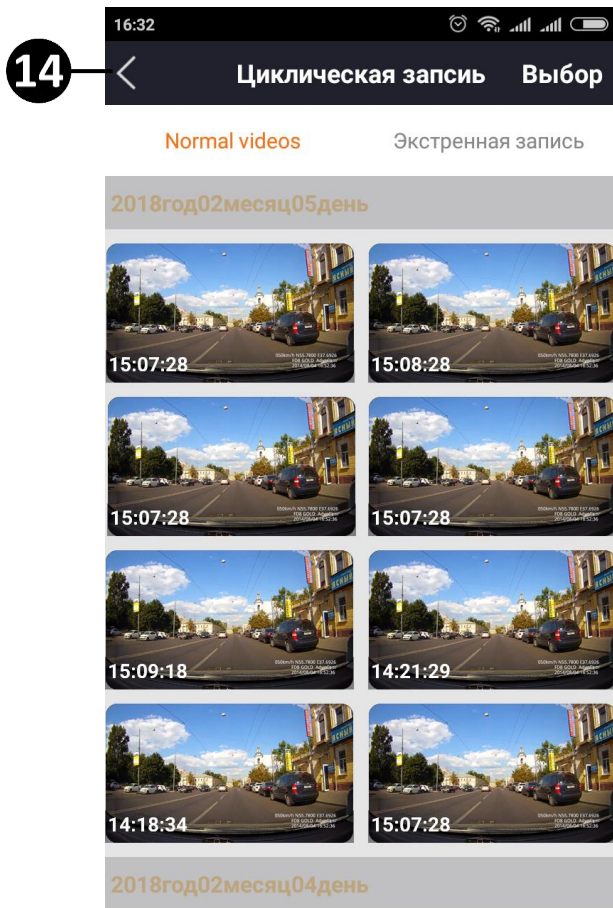 16:32
14
Циклическая запсиь Выбор
Normal videos Экстренная запись
2018год02месяц05день
15:07:28 15:08:28
15:07:28 15:07:28
15:09:18 14:21:29
14:18:34 15:07:28
2018год02месяц04день